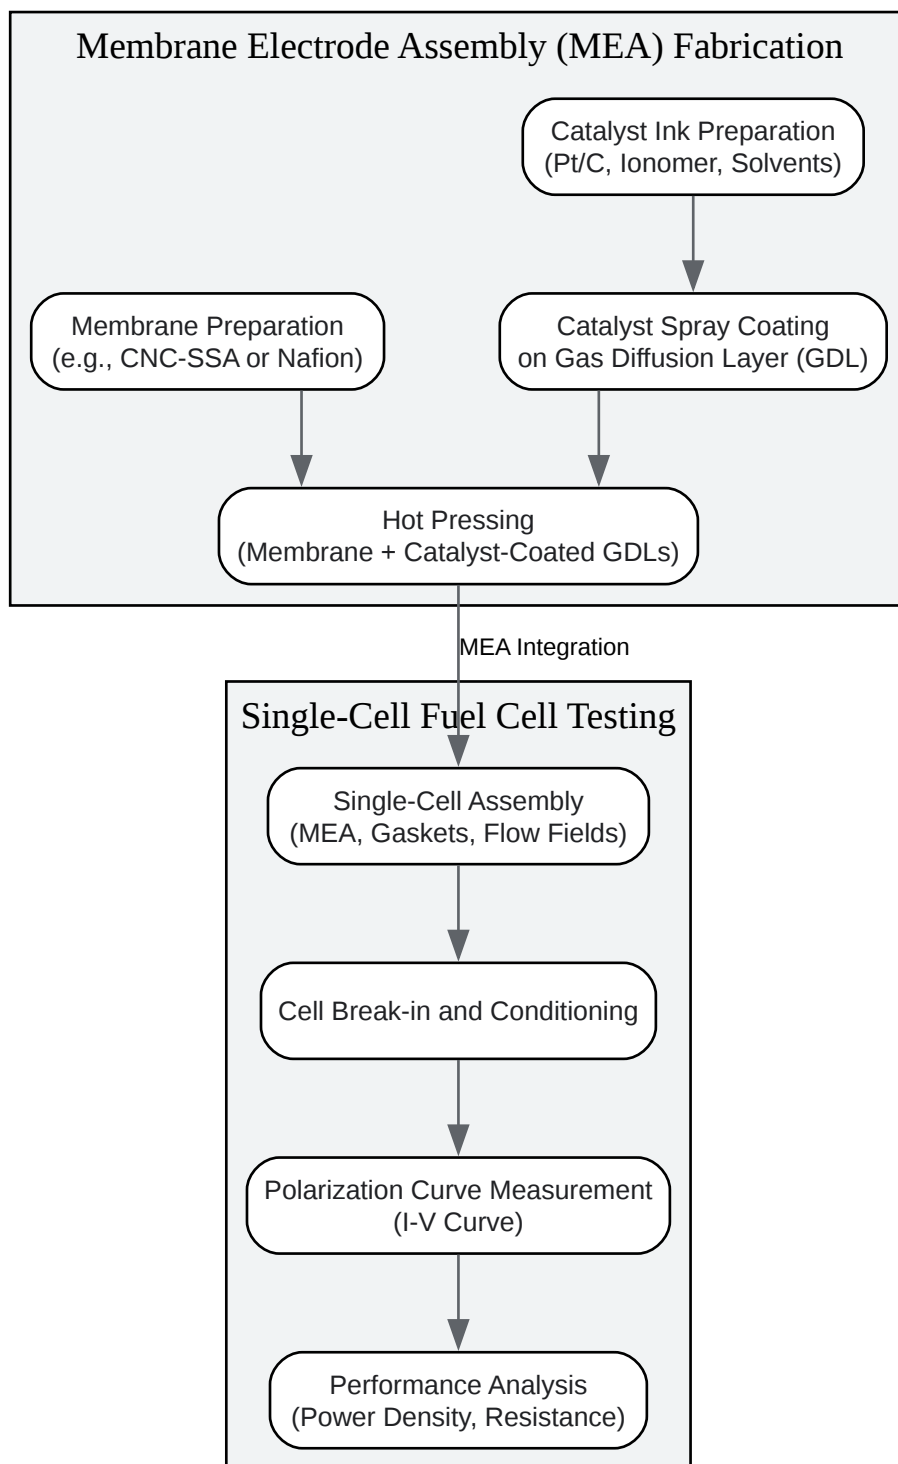 Membrane Electrode Assembly (MEA) Fabrication
Catalyst Ink Preparation
(Pt/C, Ionomer, Solvents)
Membrane Preparation
(e.g., CNC-SSA or Nafion)
Catalyst Spray Coating
on Gas Diffusion Layer (GDL)
Hot Pressing
(Membrane + Catalyst-Coated GDLs)
MEA Integration
Single-Cell Fuel Cell Testing
Single-Cell Assembly
(MEA, Gaskets, Flow Fields)
Cell Break-in and Conditioning
Polarization Curve Measurement
(I-V Curve)
Performance Analysis
(Power Density, Resistance)